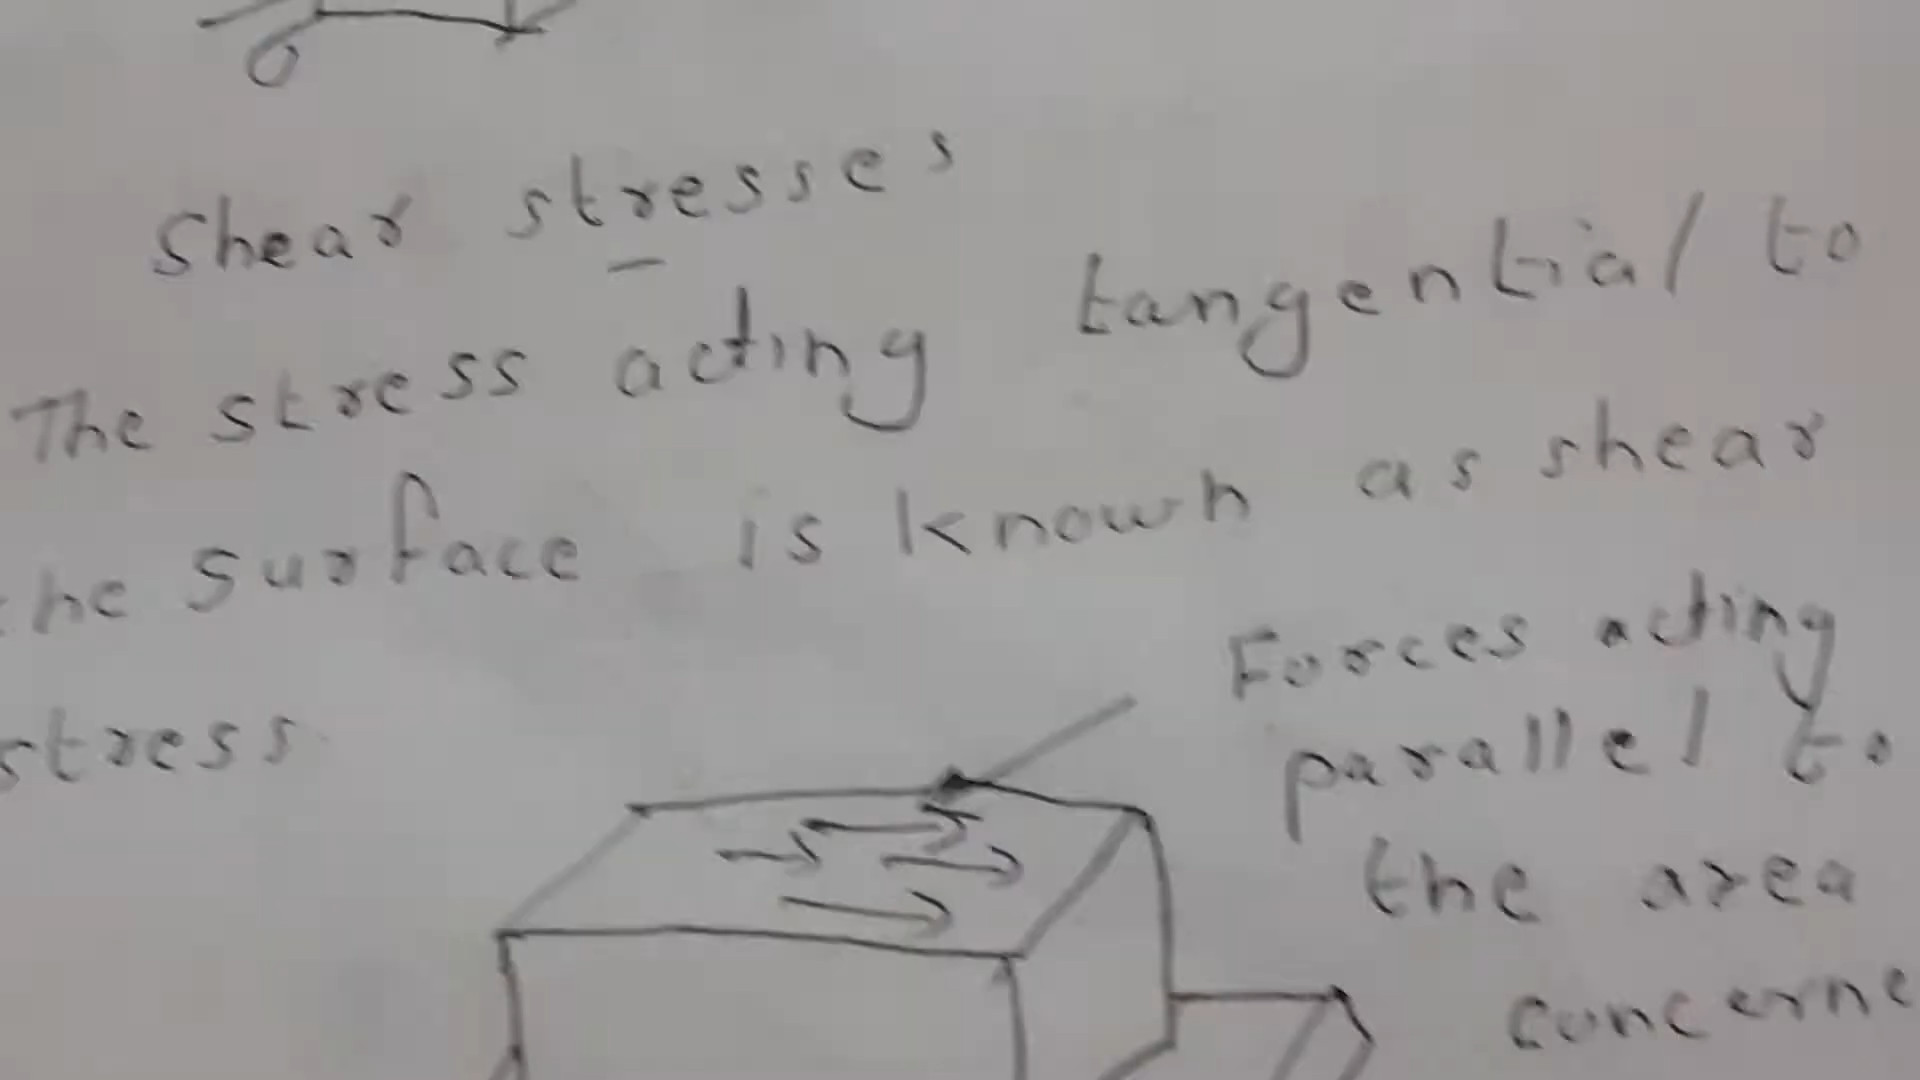 Shear stresses
The stress acting tangential to
the surface is known as shear
stress
Forces acting
parallel to
the area
concerne